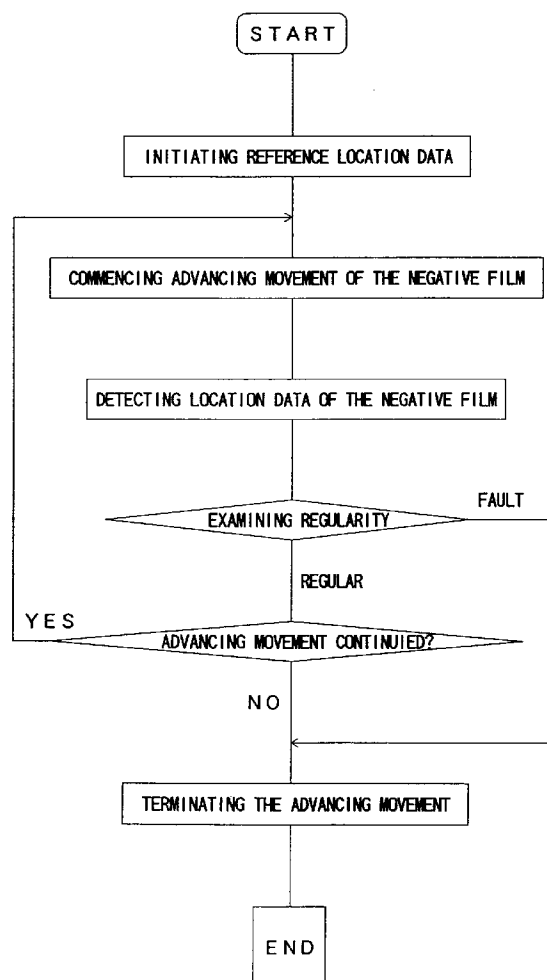 START
INITIATING REFERENCE LOCATION DATA
COMMENCING ADVANCING MOVEMENT OF THE NEGATIVE FILM
DETECTING LOCATION DATA OF THE NEGATIVE FILM
EXAMINING REGULARITY
FAULT
REGULAR
YES
ADVANCING MOVEMENT CONTINUIED?
NO
TERMINATING THE ADVANCING MOVEMENT
END